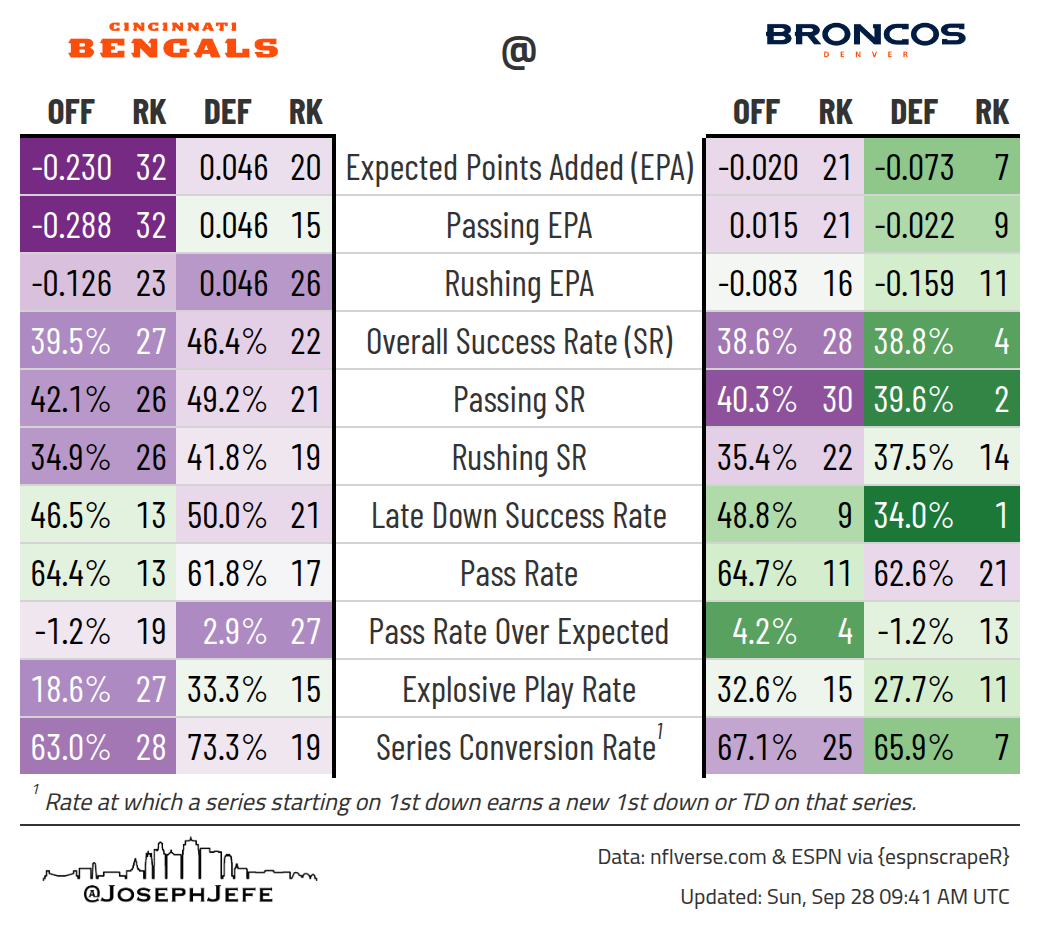 CINCINNATI
BENGALS
@
BRONCOS
DENVER
OFF RK DEF RK OFF RK DEF RK
-0.230 32 0.046 20 Expected Points Added (EPA) -0.020 21 -0.073 7
-0.288 32 0.046 15 Passing EPA 0.015 21 -0.022 9
-0.126 23 0.046 26 Rushing EPA -0.083 16 -0.159 11
39.5% 27 46.4% 22 Overall Success Rate (SR) 38.6% 28 38.8% 4
42.1% 26 49.2% 21 Passing SR 40.3% 30 39.6% 2
34.9% 26 41.8% 19 Rushing SR 35.4% 22 37.5% 14
46.5% 13 50.0% 21 Late Down Success Rate 48.8% 9 34.0% 1
64.4% 13 61.8% 17 Pass Rate 64.7% 11 62.6% 21
-1.2% 19 2.9% 27 Pass Rate Over Expected 4.2% 4 -1.2% 13
18.6% 27 33.3% 15 Explosive Play Rate 32.6% 15 27.7% 11
63.0% 28 73.3% 19 Series Conversion Rate¹ 67.1% 25 65.9% 7
¹ Rate at which a series starting on 1st down earns a new 1st down or TD on that series.
@JOSEPHJEFE
Data: nflverse.com & ESPN via {espnscrapeR}
Updated: Sun, Sep 28 09:41 AM UTC